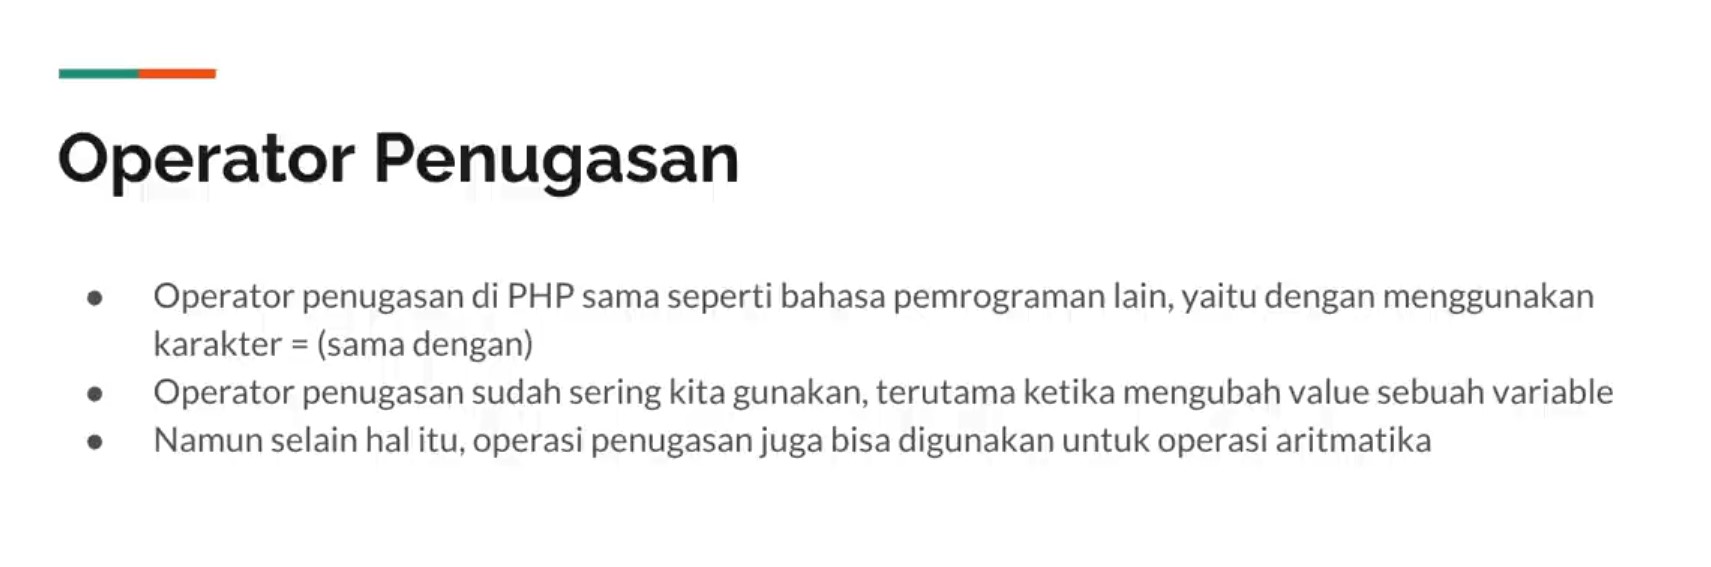 Operator Penugasan
● Operator penugasan di PHP sama seperti bahasa pemrograman lain, yaitu dengan menggunakan
karakter = (sama dengan)
● Operator penugasan sudah sering kita gunakan, terutama ketika mengubah value sebuah variable
● Namun selain hal itu, operasi penugasan juga bisa digunakan untuk operasi aritmatika